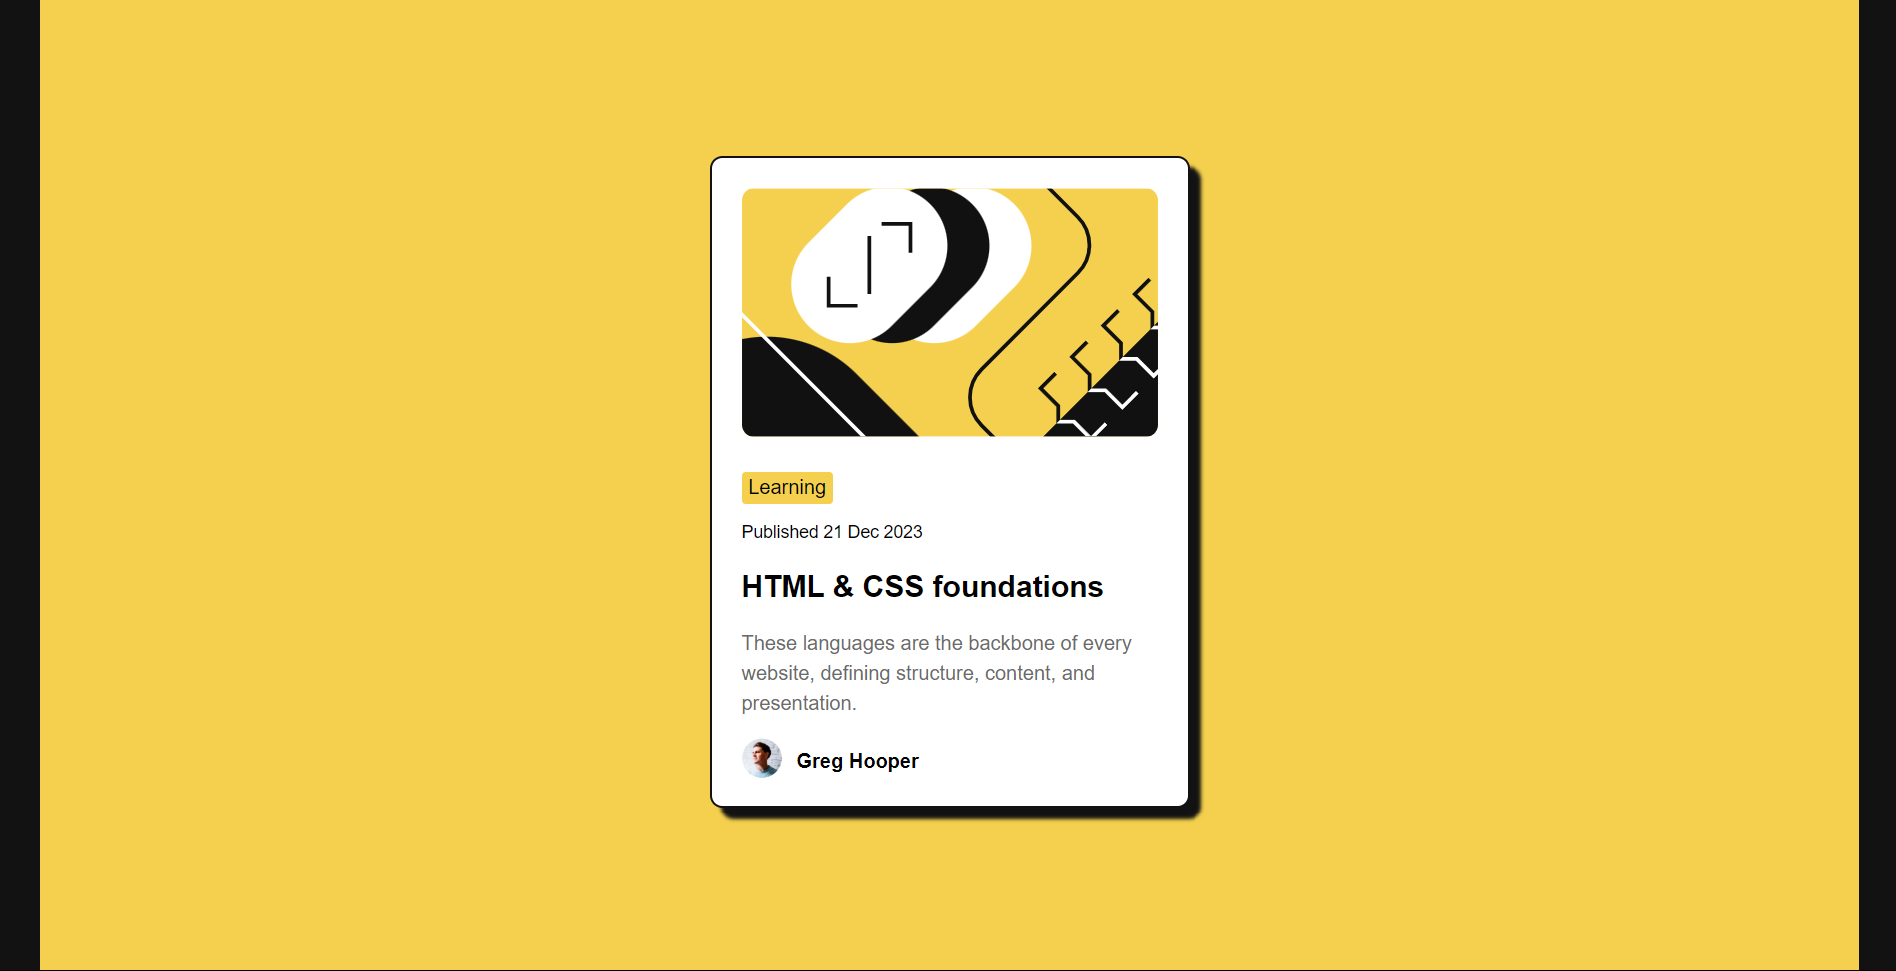 Learning
Published 21 Dec 2023
HTML & CSS foundations
These languages are the backbone of every
website, defining structure, content, and
presentation.
Greg Hooper